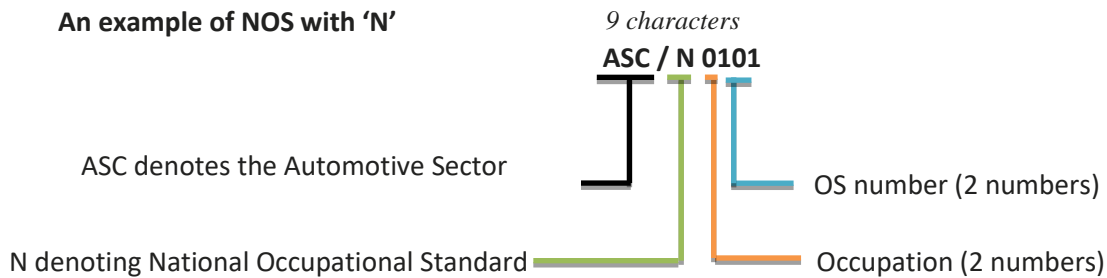 An example of NOS with ‘N’
9 characters
ASC / N 0101
ASC denotes the Automotive Sector
OS number (2 numbers)
N denoting National Occupational Standard
Occupation (2 numbers)